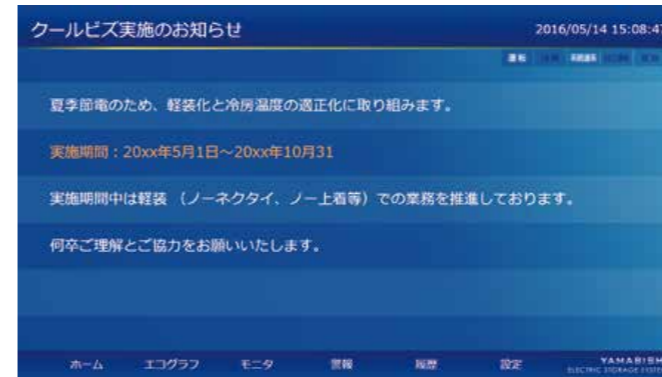 クールビズ実施のお知らせ
2016/05/14 15:08:47
運転
夏季節電のため、軽装化と冷房温度の適正化に取り組みます。
実施期間：20xx年5月1日～20xx年10月31
実施期間中は軽装 （ノーネクタイ、ノー上着等）での業務を推進しております。
何卒ご理解とご協力をお願いいたします。
ホーム エコグラフ モニタ 警報 履歴 設定
YAMABISH
ELECTRIC STORAGE SYSTEM